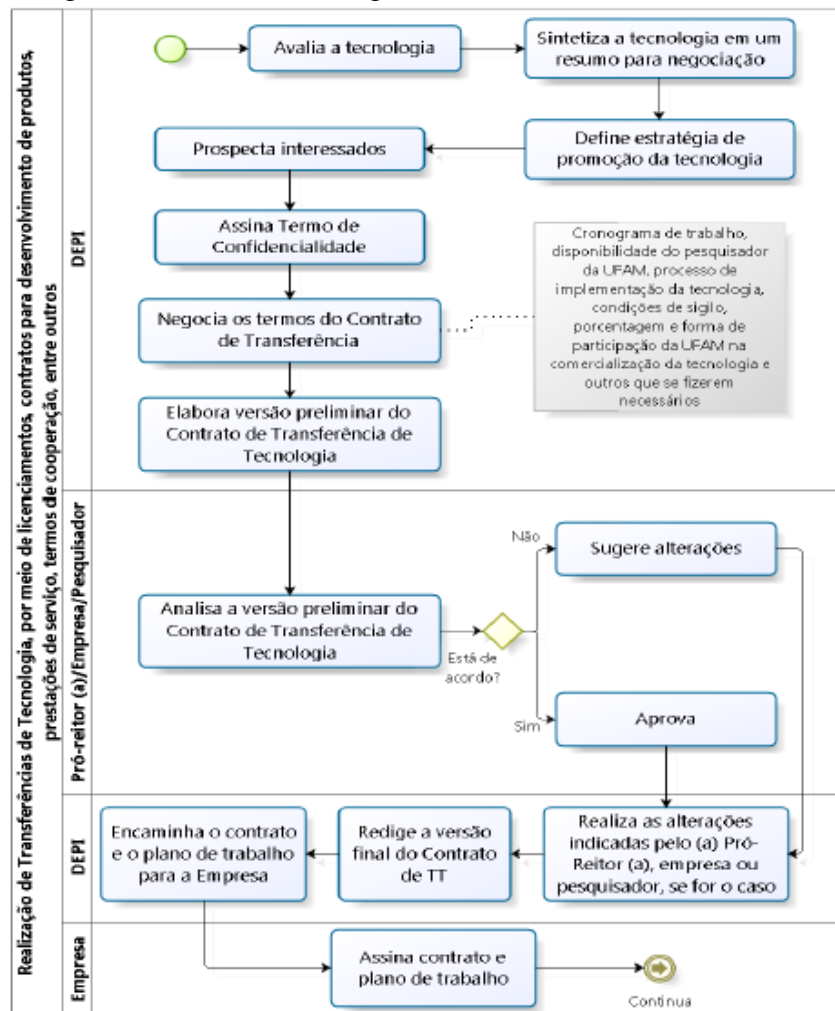 Realização de Transferências de Tecnologia, por meio de licenciamentos, contratos para desenvolvimento de produtos,
prestações de serviço, termos de cooperação, entre outros
DEPI
Avalia a tecnologia
Sintetiza a tecnologia em um
resumo para negociação
Define estratégia de
promoção da tecnologia
Prospecta interessados
Assina Termo de
Confidencialidade
Negocia os termos do Contrato
de Transferência
Cronograma de trabalho,
disponibilidade do pesquisador
da UFAM, processo de
implementação da tecnologia,
condições de sigilo,
porcentagem e forma de
participação da UFAM na
comercialização da tecnologia e
outros que se fizerem
necessários
Elabora versão preliminar do
Contrato de Transferência de
Tecnologia
Pró-reitor (a)/Empresa/Pesquisador
Analisa a versão preliminar do
Contrato de Transferência de
Tecnologia
Está de
acordo?
Não
Sugere alterações
Sim
Aprova
DEPI
Realiza as alterações
indicadas pelo (a) Pró-
Reitor (a), empresa ou
pesquisador, se for o caso
Redige a versão
final do Contrato
de TT
Encaminha o contrato
e o plano de trabalho
para a Empresa
Empresa
Assina contrato e
plano de trabalho
Continua